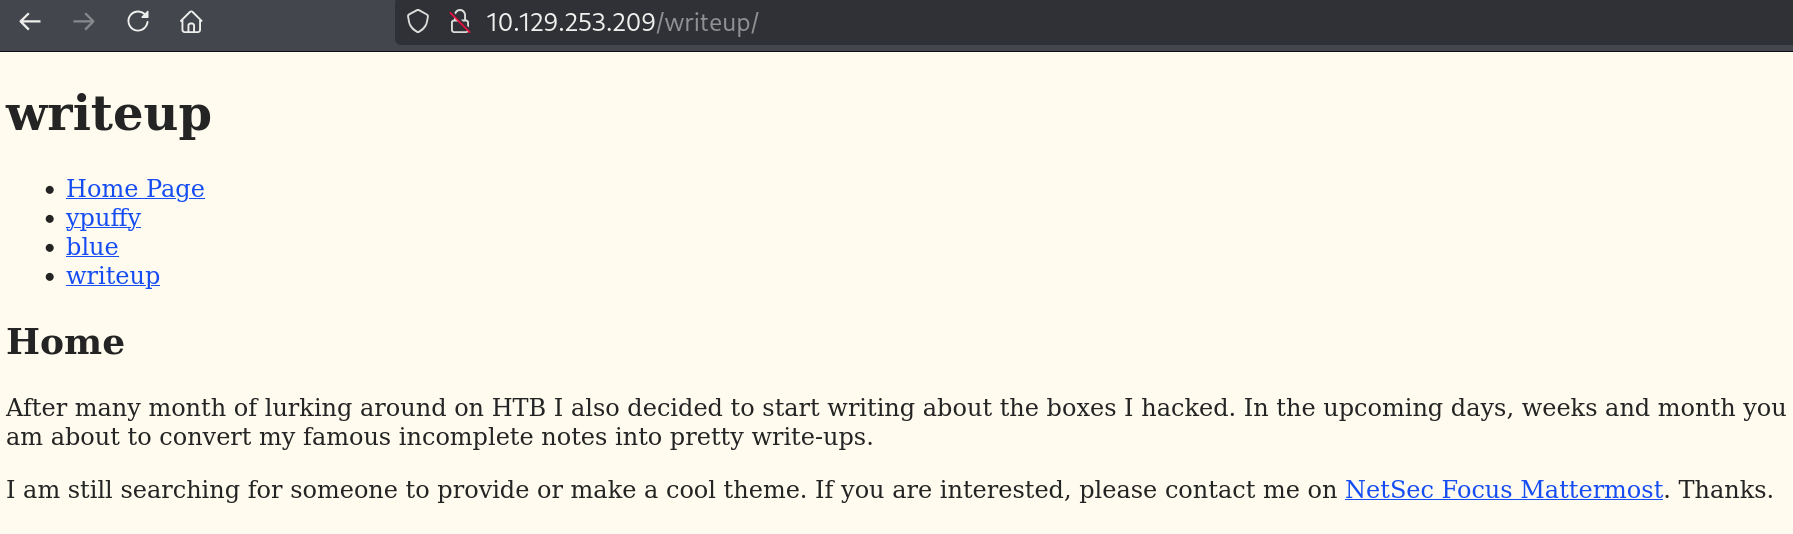 10.129.253.209/writeup/
writeup
Home Page
ypuffy
blue
writeup
Home
After many month of lurking around on HTB I also decided to start writing about the boxes I hacked. In the upcoming days, weeks and month you
am about to convert my famous incomplete notes into pretty write-ups.
I am still searching for someone to provide or make a cool theme. If you are interested, please contact me on NetSec Focus Mattermost. Thanks.